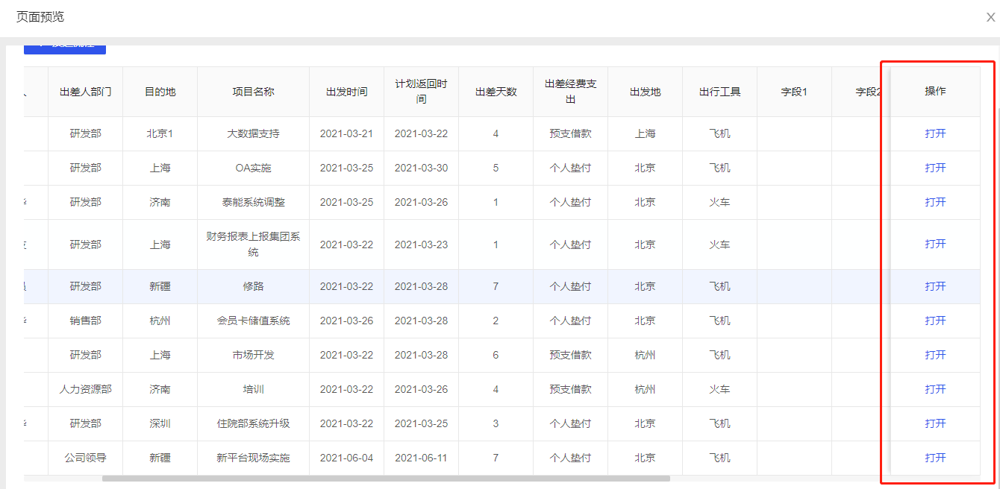 页面预览
出差人部门 目的地 项目名称 出发时间 计划返回时间 出差天数 出差经费支出 出发地 出行工具 字段1 字段2 操作
研发部 北京1 大数据支持 2021-03-21 2021-03-22 4 预支借款 上海 飞机 打开
研发部 上海 OA实施 2021-03-25 2021-03-30 5 个人垫付 北京 飞机 打开
研发部 济南 泰能系统调整 2021-03-25 2021-03-26 1 个人垫付 北京 火车 打开
研发部 上海 财务报表上报集团系统 2021-03-22 2021-03-23 1 个人垫付 北京 火车 打开
研发部 新疆 修路 2021-03-22 2021-03-28 7 个人垫付 北京 飞机 打开
销售部 杭州 会员卡储值系统 2021-03-26 2021-03-28 2 个人垫付 北京 飞机 打开
研发部 上海 市场开发 2021-03-22 2021-03-28 6 预支借款 杭州 飞机 打开
人力资源部 济南 培训 2021-03-22 2021-03-26 4 预支借款 杭州 火车 打开
研发部 深圳 住院部系统升级 2021-03-22 2021-03-25 3 个人垫付 北京 飞机 打开
公司领导 新疆 新平台现场实施 2021-06-04 2021-06-11 7 个人垫付 北京 飞机 打开